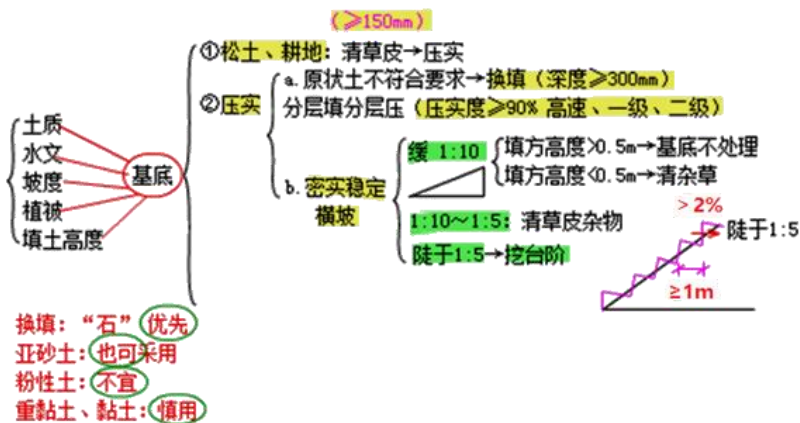 (≥150mm)
①松土、耕地：清草皮→压实
a.原状土不符合要求→换填（深度≥300mm）
②压实
分层填分层压（压实度≥90% 高速、一级、二级）
土质
水文
坡度
植被
填土高度
基底
b.密实稳定
横坡
缓 1:10
填方高度>0.5m→基底不处理
填方高度<0.5m→清杂草
1:10～1:5：清草皮杂物
陡于1:5→挖台阶
>2%
陡于1:5
≥1m
换填：“石”优先
亚砂土：也可采用
粉性土：不宜
重黏土、黏土：慎用